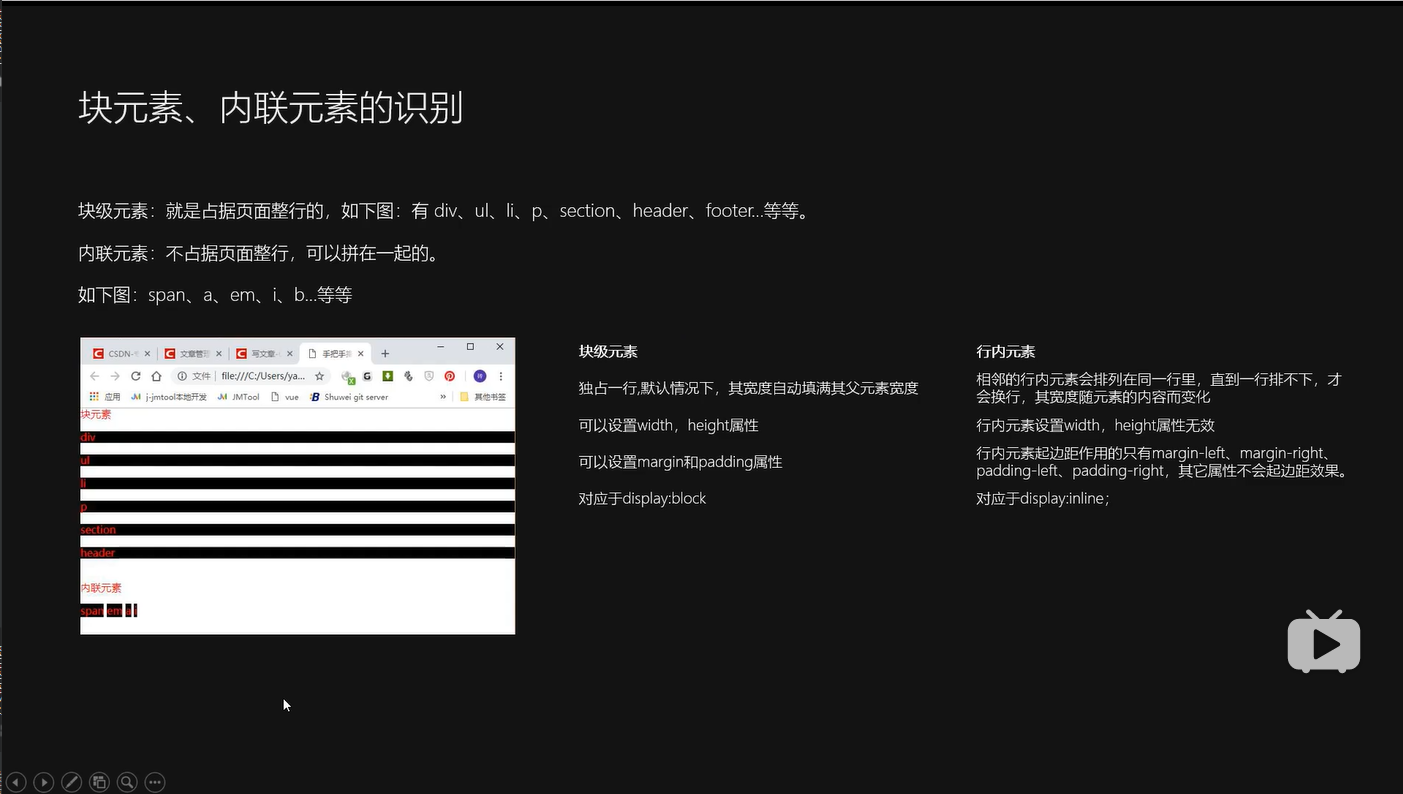 块元素、内联元素的识别
块级元素：就是占据页面整行的，如下图：有 div、ul、li、p、section、header、footer...等等。
内联元素：不占据页面整行，可以拼在一起的。
如下图：span、a、em、i、b...等等
CSDN-
文章管理
写文章-
手把手
文件 file:///C:/Users/ya...
应用 j-jmtool本地开发 JMTool vue Shuwei git server » 其他书签
块元素
div
ul
li
p
section
header
内联元素
span em a i
块级元素
独占一行,默认情况下，其宽度自动填满其父元素宽度
可以设置width，height属性
可以设置margin和padding属性
对应于display:block
行内元素
相邻的行内元素会排列在同一行里，直到一行排不下，才
会换行，其宽度随元素的内容而变化
行内元素设置width，height属性无效
行内元素起边距作用的只有margin-left、margin-right、
padding-left、padding-right，其它属性不会起边距效果。
对应于display:inline；